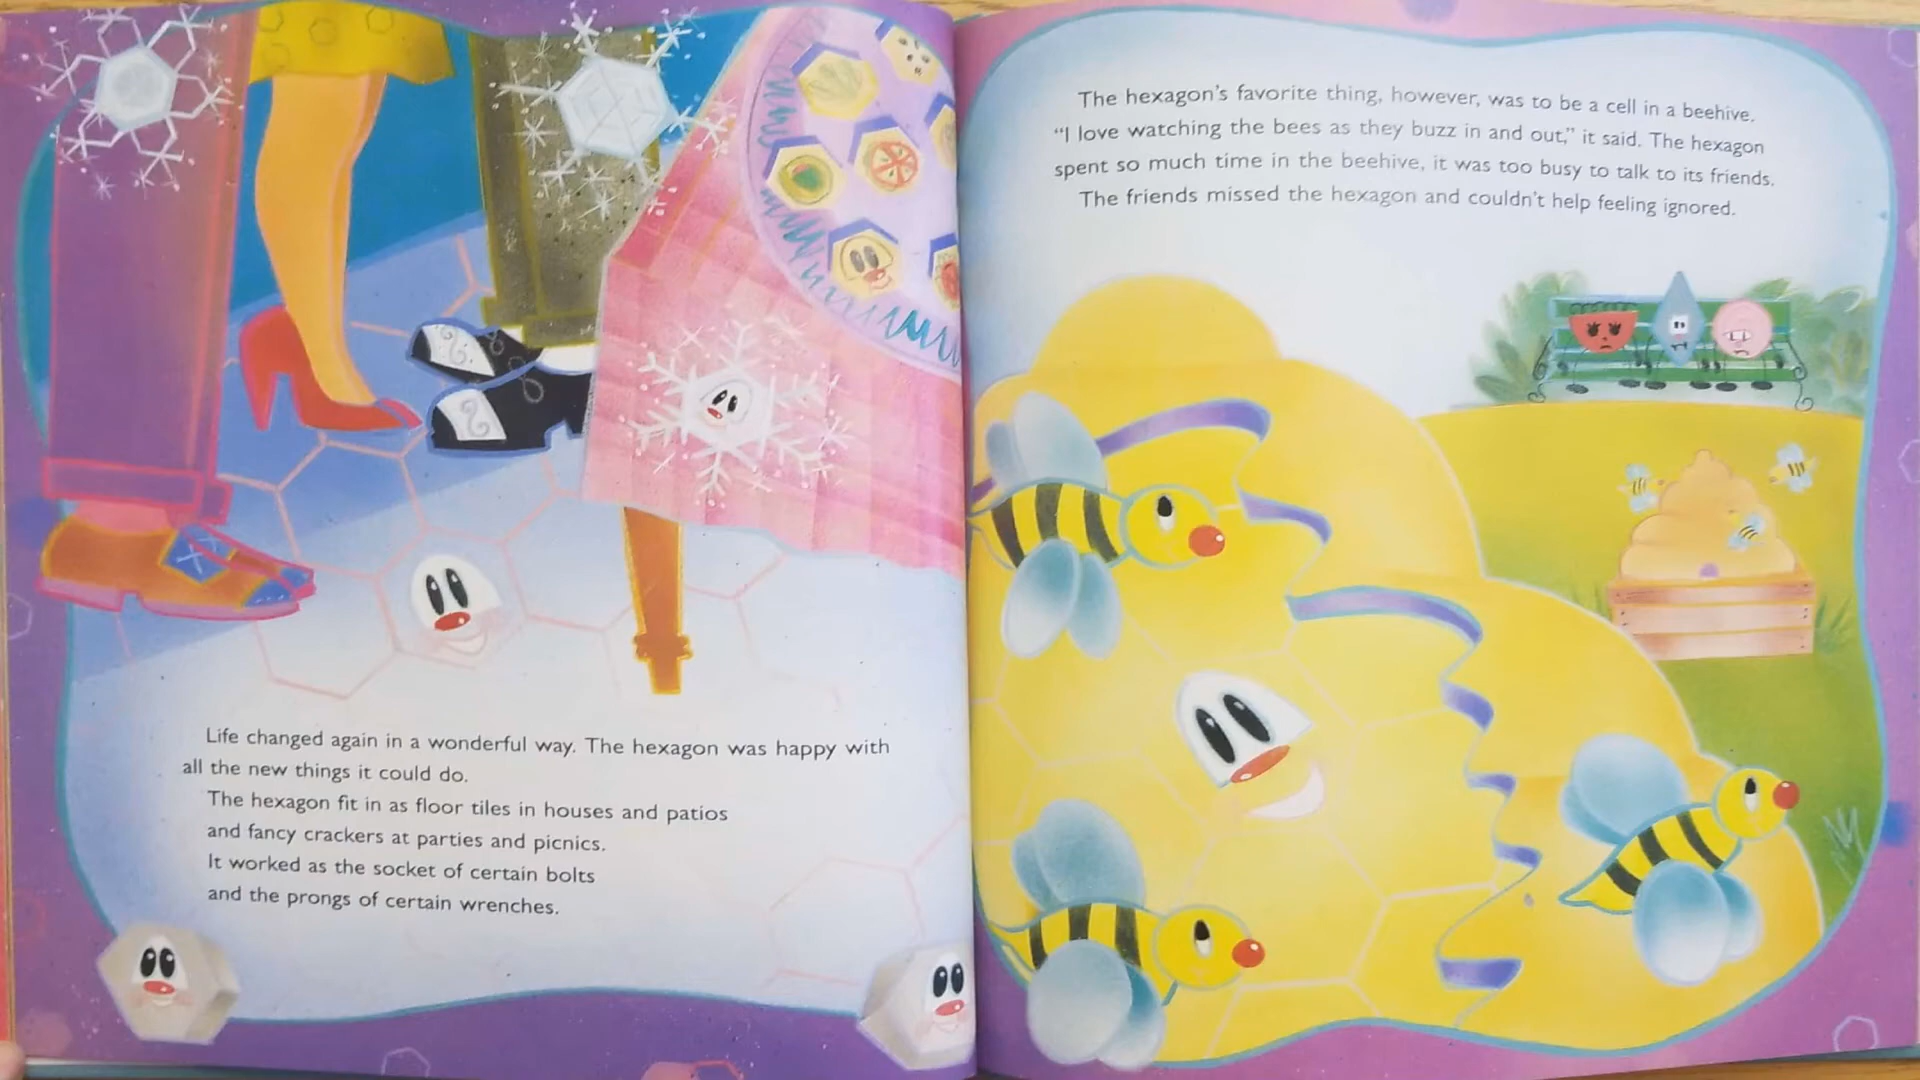 Life changed again in a wonderful way. The hexagon was happy with
all the new things it could do.
The hexagon fit in as floor tiles in houses and patios
and fancy crackers at parties and picnics.
It worked as the socket of certain bolts
and the prongs of certain wrenches.
The hexagon's favorite thing, however, was to be a cell in a beehive.
“I love watching the bees as they buzz in and out,” it said. The hexagon
spent so much time in the beehive, it was too busy to talk to its friends.
The friends missed the hexagon and couldn't help feeling ignored.